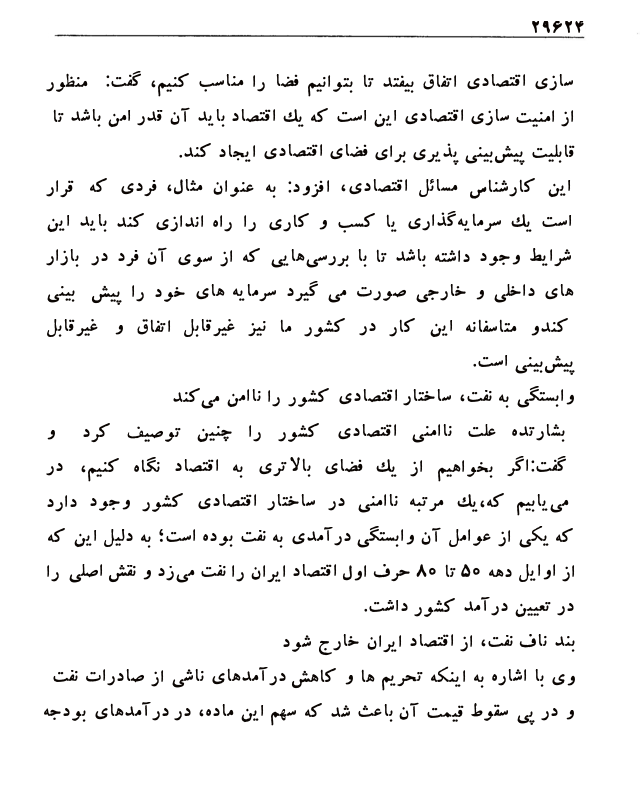 ۲۹۶۲۴
سازی اقتصادی اتفاق بیفتد تا بتوانیم فضا را مناسب کنیم، گفت: منظور
از امنیت سازی اقتصادی این است که یك اقتصاد باید آن قدر امن باشد تا
قابلیت پیش‌بینی پذیری برای فضای اقتصادی ایجاد کند.
این کارشناس مسائل اقتصادی، افزود: به عنوان مثال، فردی که قرار
است یك سرمایه‌گذاری یا کسب و کاری را راه اندازی کند باید این
شرایط وجود داشته باشد تا با بررسی‌هایی که از سوی آن فرد در بازار
های داخلی و خارجی صورت می گیرد سرمایه های خود را پیش بینی
کندو متاسفانه این کار در کشور ما نیز غیرقابل اتفاق و غیرقابل
پیش‌بینی است.
وابستگی به نفت، ساختار اقتصادی کشور را ناامن می‌کند
بشارتده علت ناامنی اقتصادی کشور را چنین توصیف کرد و
گفت:اگر بخواهیم از یك فضای بالاتری به اقتصاد نگاه کنیم، در
می‌یابیم که،یك مرتبه ناامنی در ساختار اقتصادی کشور وجود دارد
که یکی از عوامل آن وابستگی درآمدی به نفت بوده است؛ به دلیل این که
از اوایل دهه ۵۰ تا ۸۰ حرف اول اقتصاد ایران را نفت می‌زد و نقش اصلی را
در تعیین درآمد کشور داشت.
بند ناف نفت، از اقتصاد ایران خارج شود
وی با اشاره به اینکه تحریم ها و کاهش درآمدهای ناشی از صادرات نفت
و در پی سقوط قیمت آن باعث شد که سهم این ماده، در درآمدهای بودجه